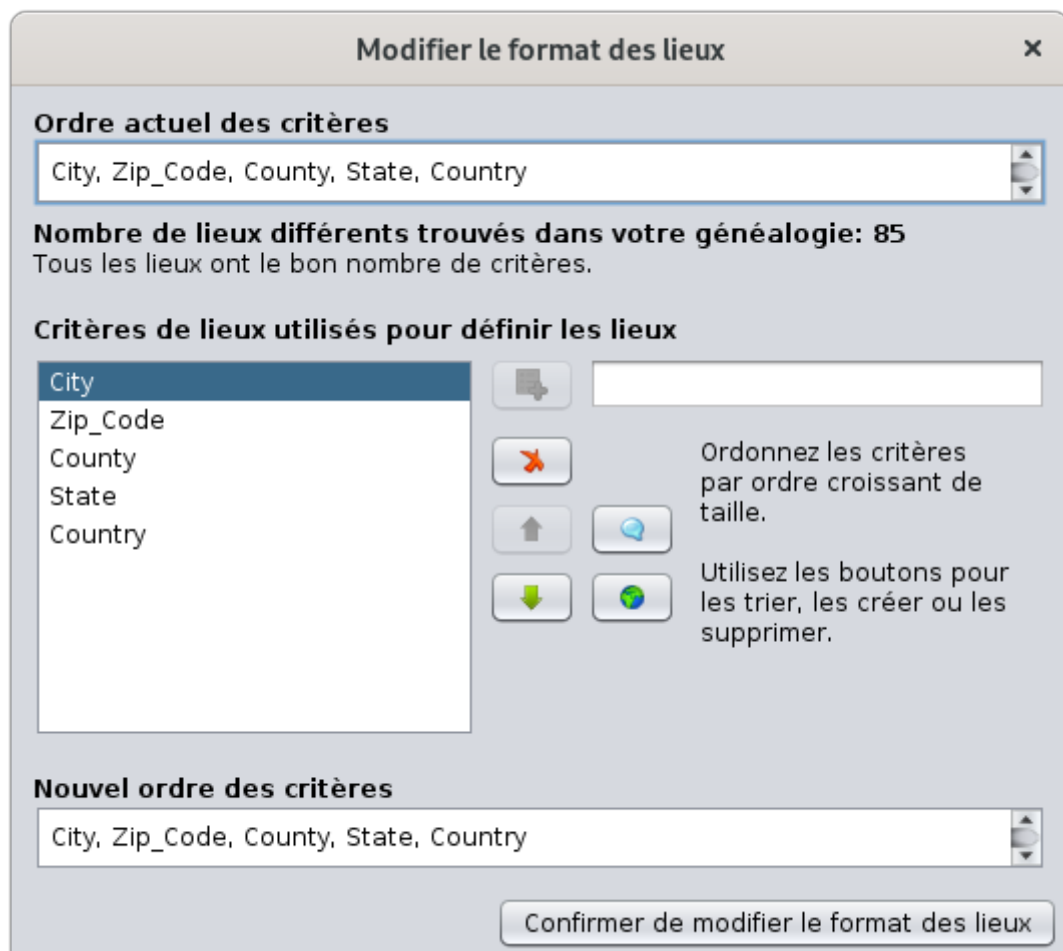 Modifier le format des lieux
Ordre actuel des critères
City, Zip_Code, County, State, Country
Nombre de lieux différents trouvés dans votre généalogie: 85
Tous les lieux ont le bon nombre de critères.
Critères de lieux utilisés pour définir les lieux
City
Zip_Code
County
State
Country
Ordonnez les critères
par ordre croissant de
taille.
Utilisez les boutons pour
les trier, les créer ou les
supprimer.
Nouvel ordre des critères
City, Zip_Code, County, State, Country
Confirmer de modifier le format des lieux